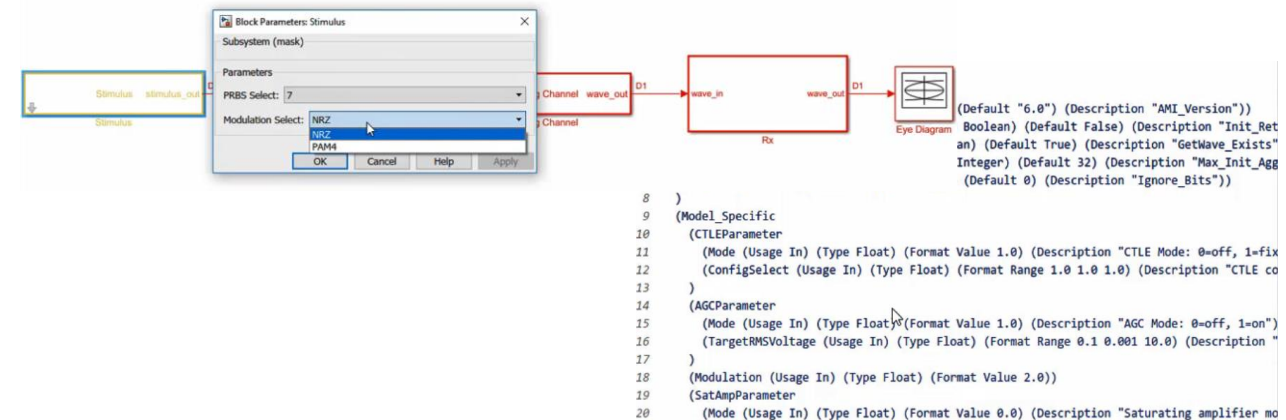 Block Parameters: Stimulus
Subsystem (mask)
Parameters
PRBS Select: 7
Modulation Select: NRZ
NRZ
PAM4
OK Cancel Help Apply
Stimulus stimulus_out
Stimulus
D
g Channel wave_out
g Channel
D1
wave_in wave_out
Rx
D1
Eye Diagram
(Default "6.0") (Description "AMI_Version"))
Boolean) (Default False) (Description "Init_Ret
an) (Default True) (Description "GetWave_Exists"
Integer) (Default 32) (Description "Max_Init_Agg
(Default 0) (Description "Ignore_Bits"))
8 )
9 (Model_Specific
10 (CTLEParameter
11 (Mode (Usage In) (Type Float) (Format Value 1.0) (Description "CTLE Mode: 0=off, 1=fix
12 (ConfigSelect (Usage In) (Type Float) (Format Range 1.0 1.0 1.0) (Description "CTLE co
13 )
14 (AGCParameter
15 (Mode (Usage In) (Type Float) (Format Value 1.0) (Description "AGC Mode: 0=off, 1=on")
16 (TargetRMSVoltage (Usage In) (Type Float) (Format Range 0.1 0.001 10.0) (Description "
17 )
18 (Modulation (Usage In) (Type Float) (Format Value 2.0))
19 (SatAmpParameter
20 (Mode (Usage In) (Type Float) (Format Value 0.0) (Description "Saturating amplifier mo